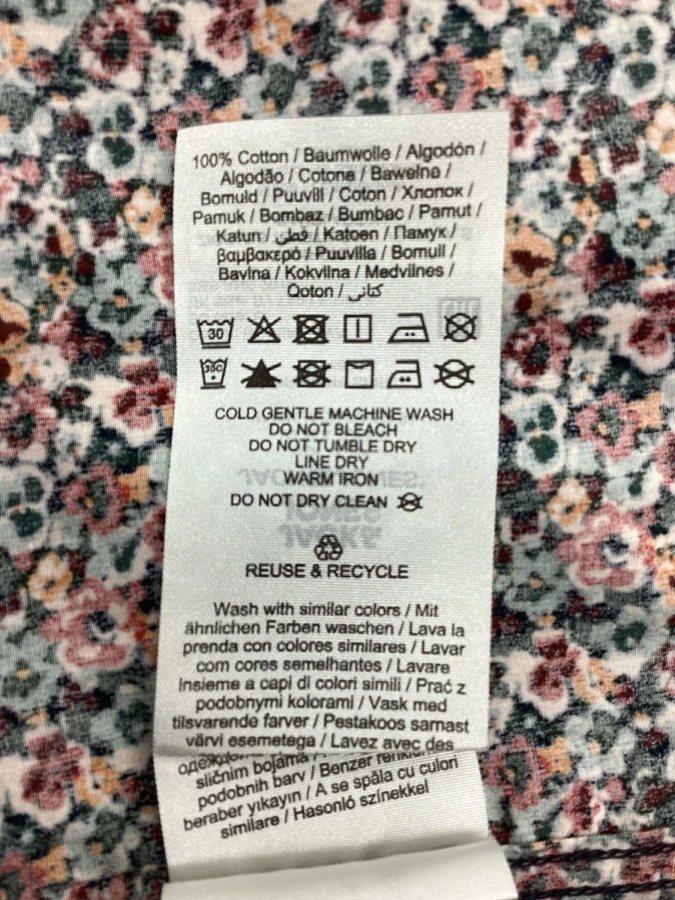 100% Cotton / Baumwolle / Algodón /
Algodão / Cotone / Bawełna /
Bomuld / Puuvill / Coton / Хлопок /
Pamuk / Bombaz / Bumbac / Pamut /
Katun / قطن / Katoen / Памук /
βαμβακερό / Puuvilla / Bomull /
Bavlna / Kokvilna / Medvilnes /
Qoton / كتاني
30
30C
COLD GENTLE MACHINE WASH
DO NOT BLEACH
DO NOT TUMBLE DRY
LINE DRY
WARM IRON
DO NOT DRY CLEAN
REUSE & RECYCLE
Wash with similar colors / Mit
ähnlichen Farben waschen / Lava la
prenda con colores similares / Lavar
com cores semelhantes / Lavare
insieme a capi di colori simili / Prać z
podobnymi kolorami / Vask med
tilsvarende farver / Pestakoos samast
värvi esemetega / Lavez avec des
sličnim bojama /
podobnih barv / Benzer
beraber yıkayın / A se spăla cu culori
similare / Hasonló színekkel